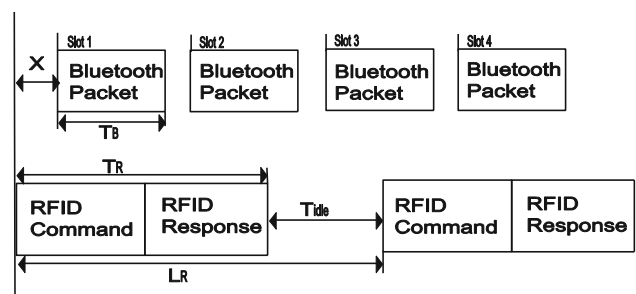 Slot 1 Slot 2 Slot 3 Slot 4
X
Bluetooth Packet
Bluetooth Packet
Bluetooth Packet
Bluetooth Packet
TB
TR
RFID Command
RFID Response
Tidle
RFID Command
RFID Response
LR